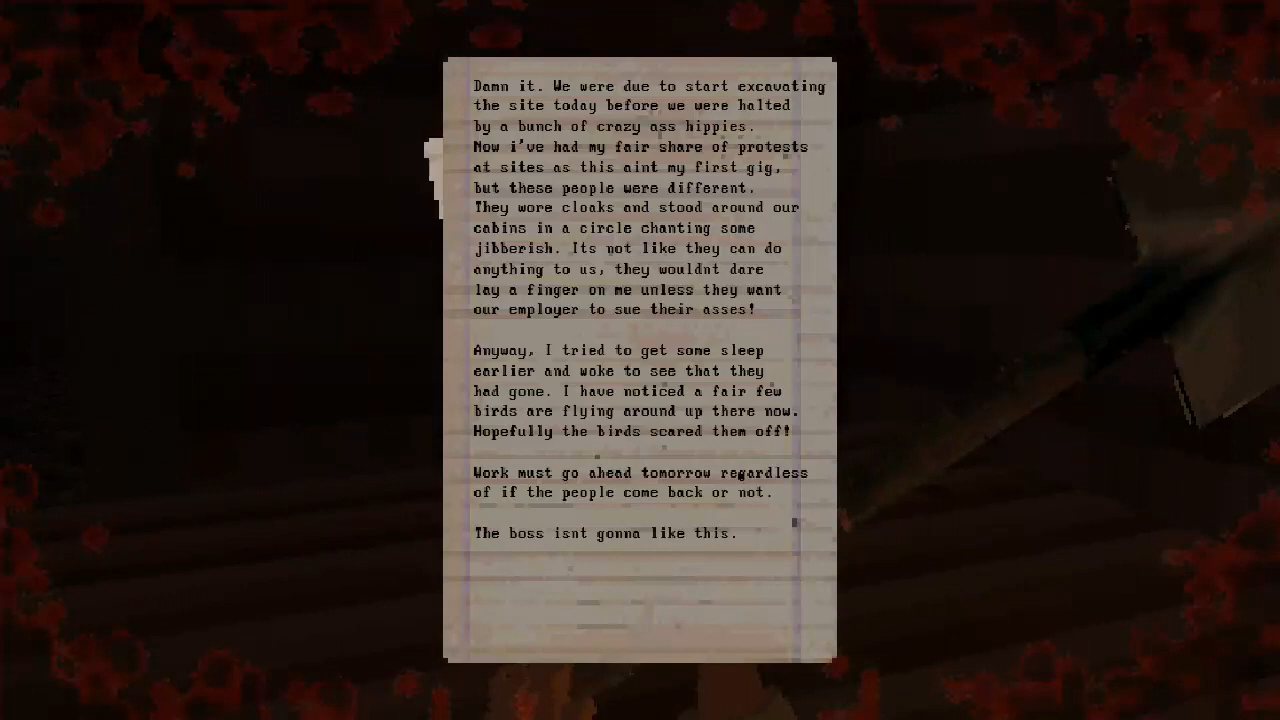 Damn it. We were due to start excavating
the site today before we were halted
by a bunch of crazy ass hippies.
Now i've had my fair share of protests
at sites as this aint my first gig,
but these people were different.
They wore cloaks and stood around our
cabins in a circle chanting some
jibberish. Its not like they can do
anything to us, they wouldnt dare
lay a finger on me unless they want
our employer to sue their asses!
Anyway, I tried to get some sleep
earlier and woke to see that they
had gone. I have noticed a fair few
birds are flying around up there now.
Hopefully the birds scared them off!
Work must go ahead tomorrow regardless
of if the people come back or not.
The boss isnt gonna like this.